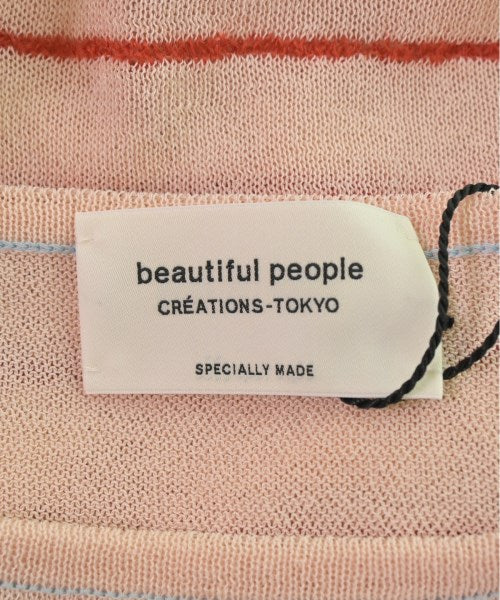 beautiful people
CRÉATIONS-TOKYO
SPECIALLY MADE